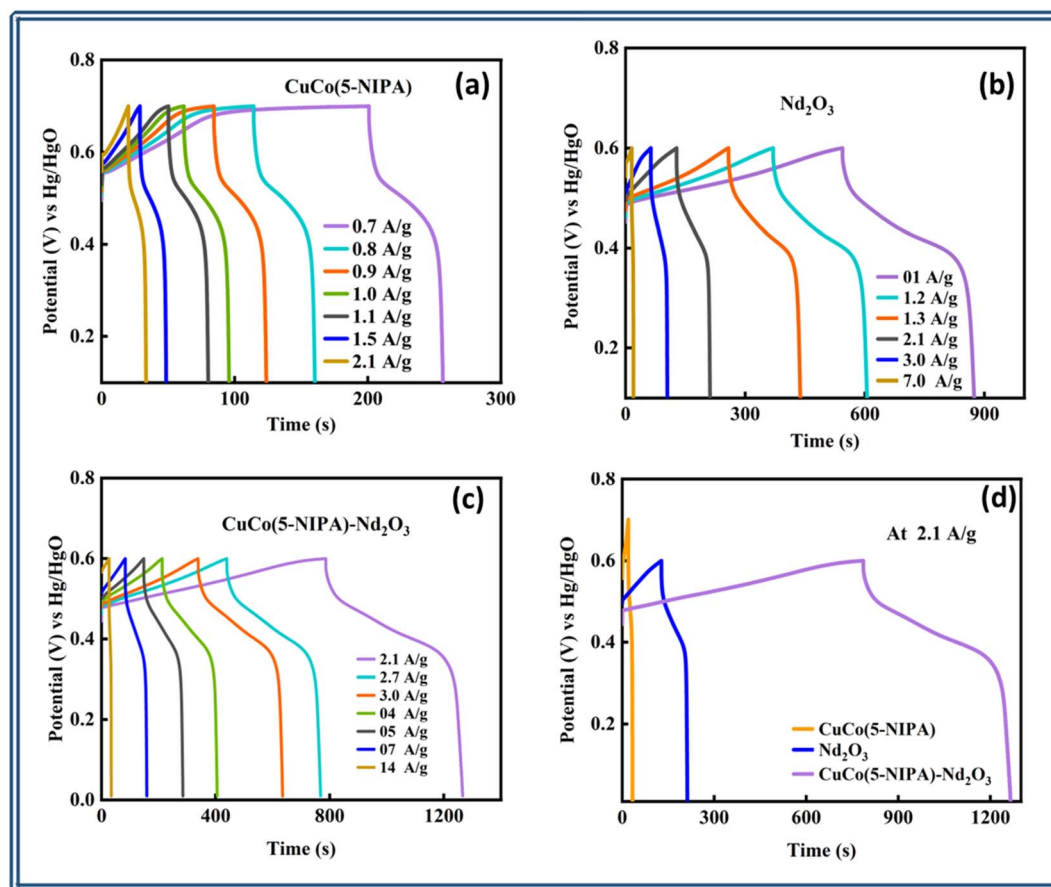 (a)
CuCo(5-NIPA)
0.8
0.6
0.4
0.2
Potential (V) vs Hg/HgO
0.7 A/g
0.8 A/g
0.9 A/g
1.0 A/g
1.1 A/g
1.5 A/g
2.1 A/g
0
100
200
300
Time (s)
(b)
Nd₂O₃
0.8
0.6
0.4
0.2
Potential (V) vs Hg/HgO
01 A/g
1.2 A/g
1.3 A/g
2.1 A/g
3.0 A/g
7.0 A/g
0
300
600
900
Time (s)
(c)
CuCo(5-NIPA)-Nd₂O₃
0.8
0.6
0.4
0.2
0.0
Potential (V) vs Hg/HgO
2.1 A/g
2.7 A/g
3.0 A/g
04 A/g
05 A/g
07 A/g
14 A/g
0
400
800
1200
Time (s)
(d)
At 2.1 A/g
0.8
0.6
0.4
0.2
Potential (V) vs Hg/HgO
CuCo(5-NIPA)
Nd₂O₃
CuCo(5-NIPA)-Nd₂O₃
0
300
600
900
1200
Time (s)